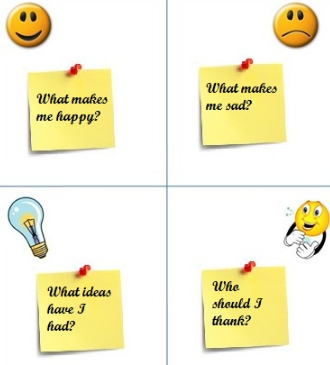 What makes
me happy?
What makes
me sad?
What ideas
have I
had?
Who
should I
thank?